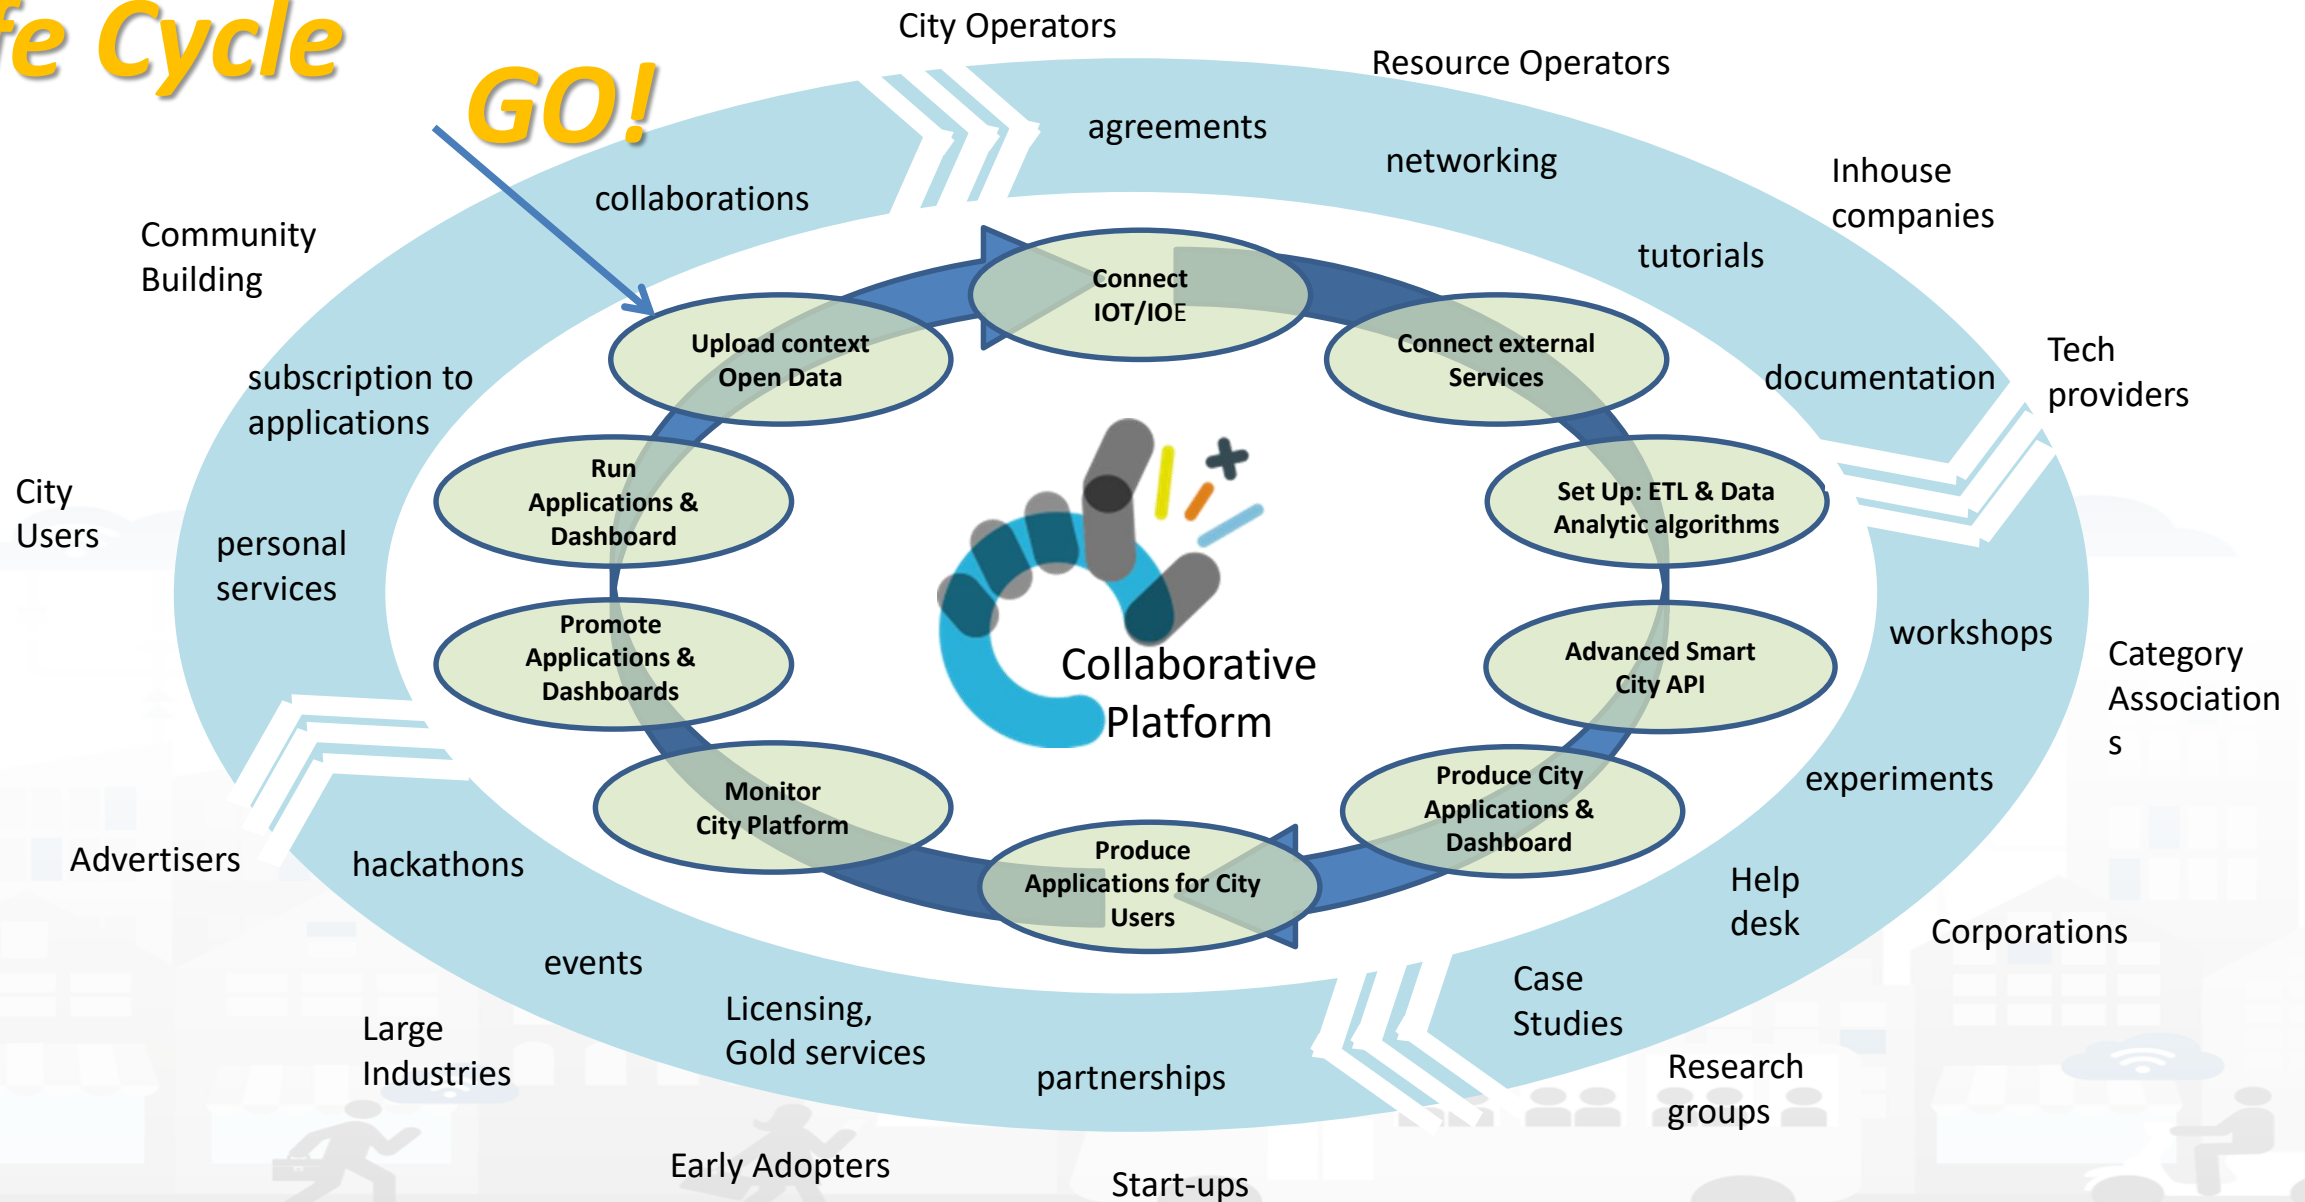 fe Cycle
GO!
City Operators
Resource Operators
Inhouse
companies
Tech
providers
Category
Association
s
Corporations
Research
groups
Start-ups
Early Adopters
Large
Industries
Advertisers
City
Users
Community
Building
agreements
networking
tutorials
documentation
workshops
experiments
Help
desk
Case
Studies
partnerships
Licensing,
Gold services
events
hackathons
personal
services
subscription to
applications
collaborations
Upload context
Open Data
Connect
IOT/IOE
Connect external
Services
Set Up: ETL & Data
Analytic algorithms
Advanced Smart
City API
Produce City
Applications &
Dashboard
Produce
Applications for City
Users
Monitor
City Platform
Promote
Applications &
Dashboards
Run
Applications &
Dashboard
Collaborative
Platform